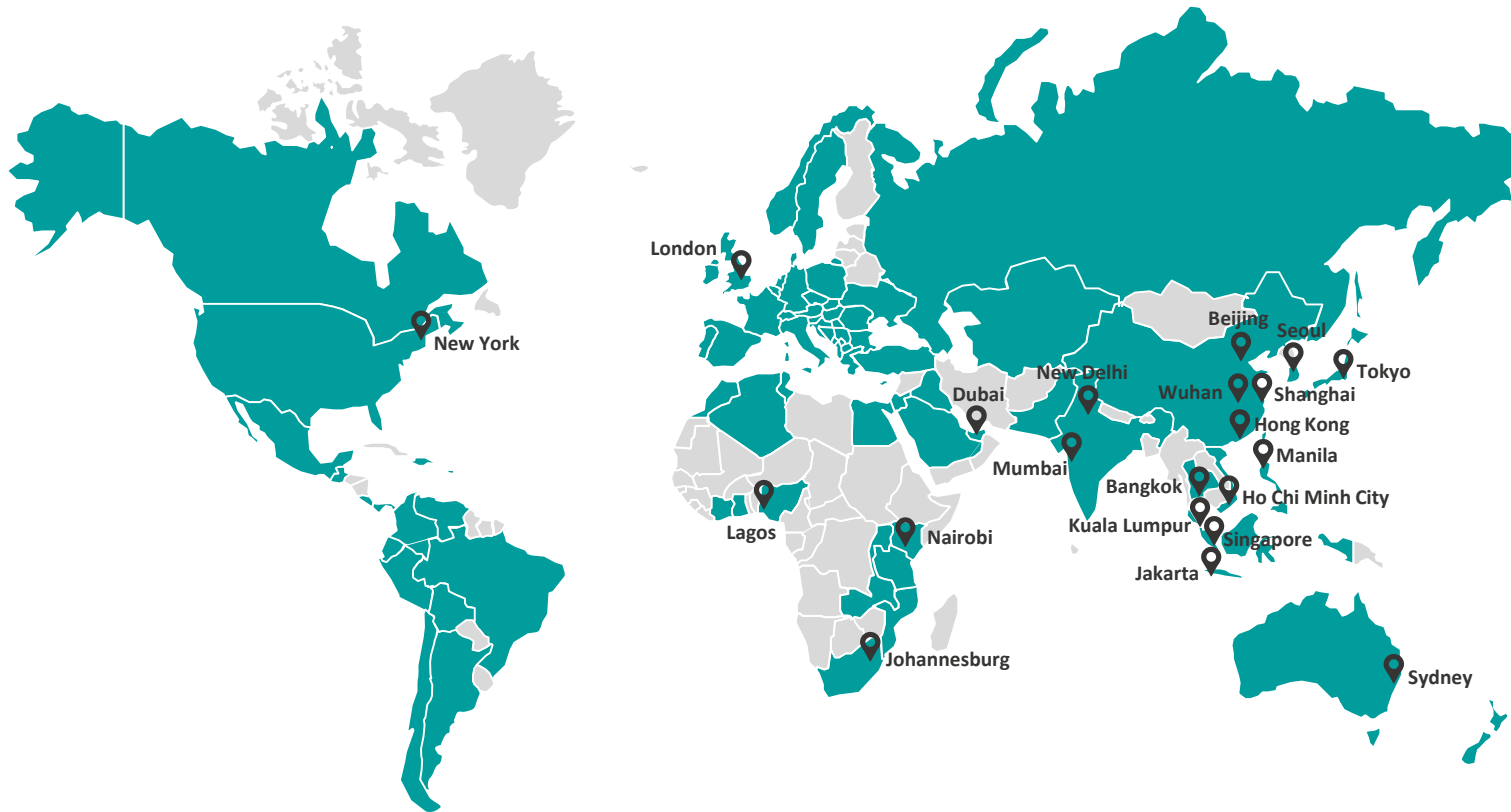 London
New York
Beijing
Seoul
Tokyo
New Delhi
Dubai
Wuhan
Shanghai
Hong Kong
Mumbai
Manila
Bangkok
Ho Chi Minh City
Lagos
Nairobi
Kuala Lumpur
Singapore
Jakarta
Johannesburg
Sydney